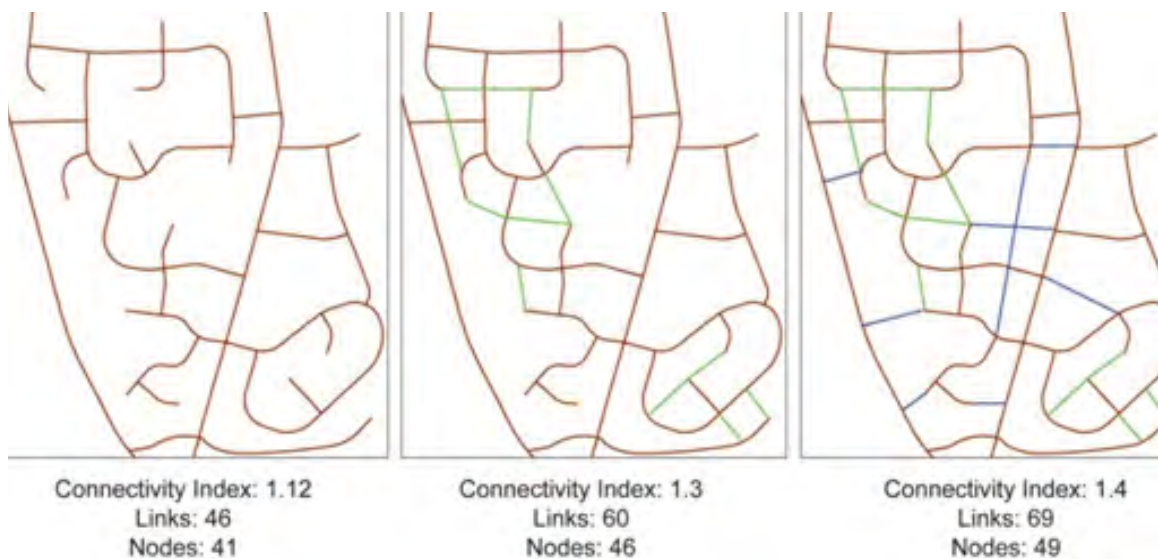 Connectivity Index: 1.12
Links: 46
Nodes: 41
Connectivity Index: 1.3
Links: 60
Nodes: 46
Connectivity Index: 1.4
Links: 69
Nodes: 49